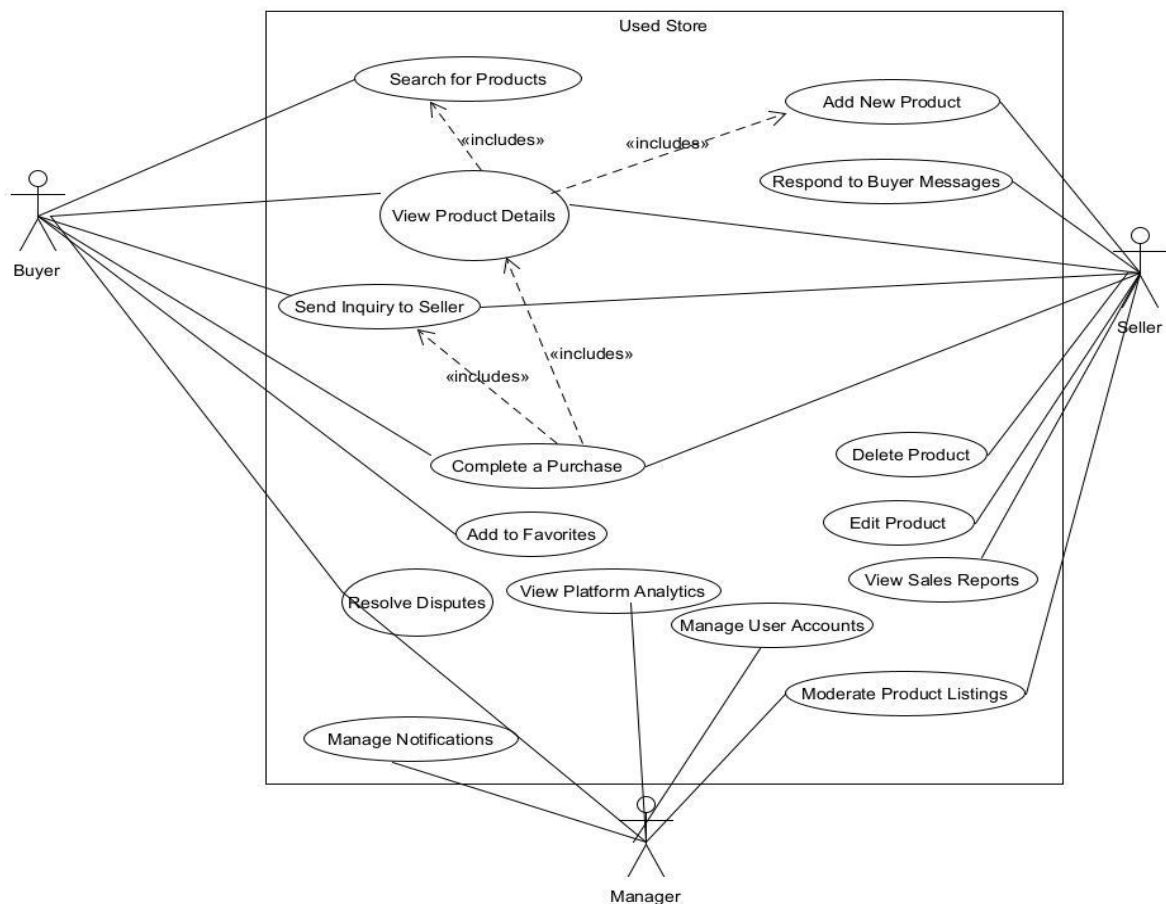 Used Store
Search for Products
Add New Product
«includes»
«includes»
Respond to Buyer Messages
View Product Details
Buyer
Send Inquiry to Seller
Seller
«includes»
«includes»
Complete a Purchase
Delete Product
Edit Product
Add to Favorites
View Sales Reports
View Platform Analytics
Resolve Disputes
Manage User Accounts
Moderate Product Listings
Manage Notifications
Manager